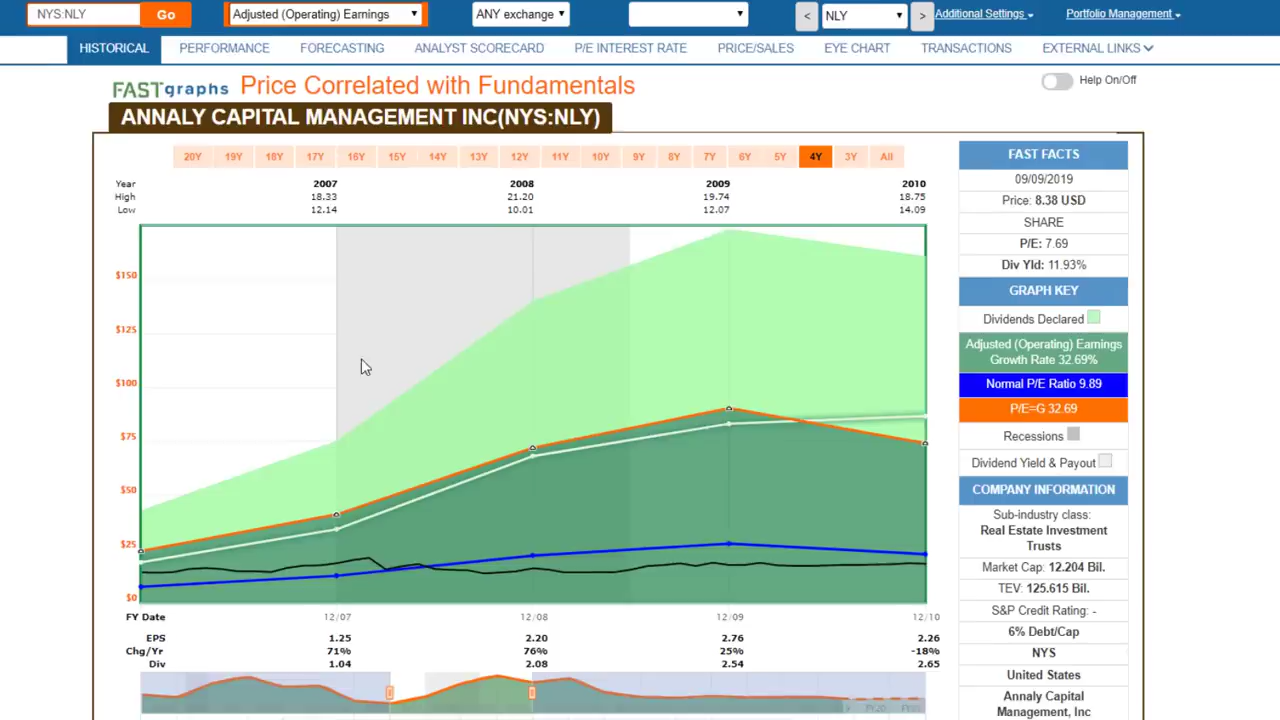 NYS:NLY Go Adjusted (Operating) Earnings ANY exchange < NLY > Additional Settings Portfolio Management
HISTORICAL PERFORMANCE FORECASTING ANALYST SCORECARD P/E INTEREST RATE PRICE/SALES EYE CHART TRANSACTIONS EXTERNAL LINKS
FASTgraphs Price Correlated with Fundamentals
Help On/Off
ANNALY CAPITAL MANAGEMENT INC(NYS:NLY)
20Y 19Y 18Y 17Y 16Y 15Y 14Y 13Y 12Y 11Y 10Y 9Y 8Y 7Y 6Y 5Y 4Y 3Y All
Year 2007 2008 2009 2010
High 18.33 21.20 19.74 18.75
Low 12.14 10.01 12.07 14.09
$150
$125
$100
$75
$50
$25
$0
FY Date 12/07 12/08 12/09 12/10
EPS 1.25 2.20 2.76 2.26
Chg/Yr 71% 76% 25% -18%
Div 1.04 2.08 2.54 2.65
FAST FACTS
09/09/2019
Price: 8.38 USD
SHARE
P/E: 7.69
Div Yld: 11.93%
GRAPH KEY
Dividends Declared
Adjusted (Operating) Earnings
Growth Rate 32.69%
Normal P/E Ratio 9.89
P/E=G 32.69
Recessions
Dividend Yield & Payout
COMPANY INFORMATION
Sub-industry class:
Real Estate Investment
Trusts
Market Cap: 12.204 Bil.
TEV: 125.615 Bil.
S&P Credit Rating: -
6% Debt/Cap
NYS
United States
Annaly Capital
Management, Inc